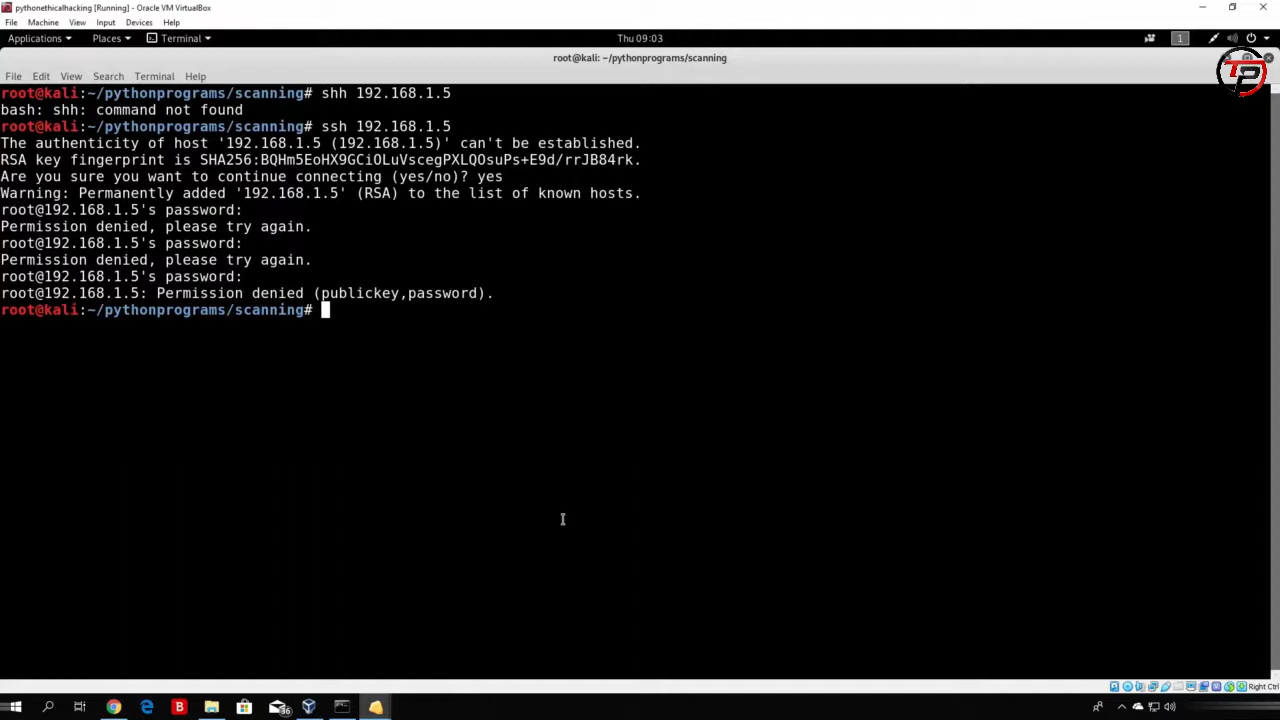 pythonethicalhacking [Running] - Oracle VM VirtualBox
File Machine View Input Devices Help
Applications Places Terminal Thu 09:03 1
root@kali: ~/pythonprograms/scanning
TP
File Edit View Search Terminal Help
root@kali:~/pythonprograms/scanning# shh 192.168.1.5
bash: shh: command not found
root@kali:~/pythonprograms/scanning# ssh 192.168.1.5
The authenticity of host '192.168.1.5 (192.168.1.5)' can't be established.
RSA key fingerprint is SHA256:BQHm5EoHX9GCiOLuVscegPXLQOsuPs+E9d/rrJB84rk.
Are you sure you want to continue connecting (yes/no)? yes
Warning: Permanently added '192.168.1.5' (RSA) to the list of known hosts.
root@192.168.1.5's password:
Permission denied, please try again.
root@192.168.1.5's password:
Permission denied, please try again.
root@192.168.1.5's password:
root@192.168.1.5: Permission denied (publickey,password).
root@kali:~/pythonprograms/scanning#
Right Ctrl
B 36